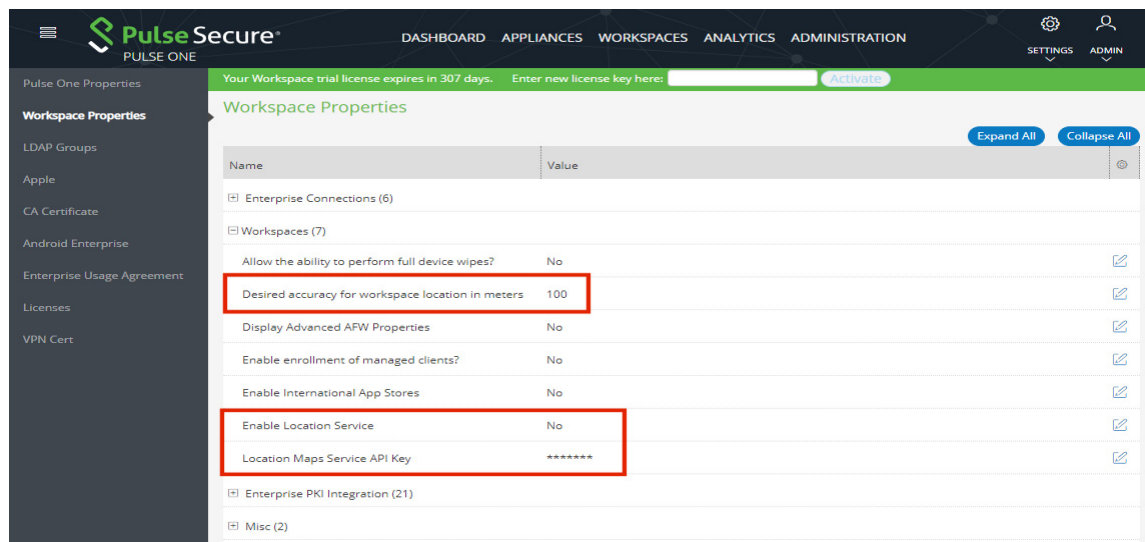 Pulse Secure®
PULSE ONE
DASHBOARD APPLIANCES WORKSPACES ANALYTICS ADMINISTRATION
SETTINGS ADMIN
Your Workspace trial license expires in 307 days. Enter new license key here: Activate
Pulse One Properties
Workspace Properties
LDAP Groups
Apple
CA Certificate
Android Enterprise
Enterprise Usage Agreement
Licenses
VPN Cert
Workspace Properties
Expand All Collapse All
Name Value
Enterprise Connections (6)
Workspaces (7)
Allow the ability to perform full device wipes? No
Desired accuracy for workspace location in meters 100
Display Advanced AFW Properties No
Enable enrollment of managed clients? No
Enable International App Stores No
Enable Location Service No
Location Maps Service API Key *******
Enterprise PKI Integration (21)
Misc (2)